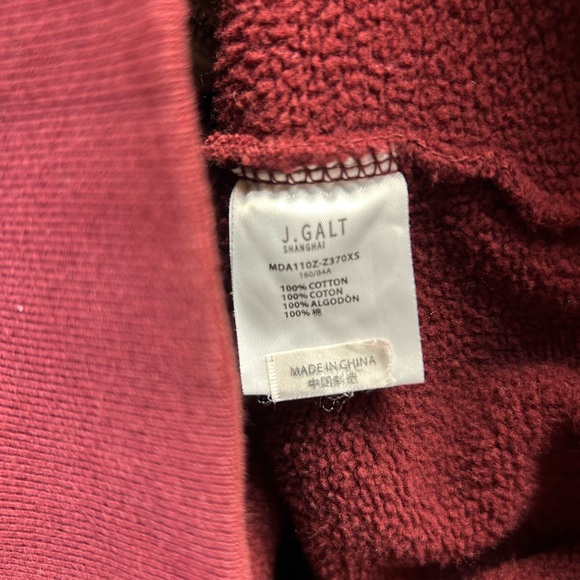 J.GALT
SHANGHAI
MDA110Z-Z370XS
160/84A
100% COTTON
100% COTON
100% ALGODÓN
100% 棉
MADE IN CHINA
中国制造